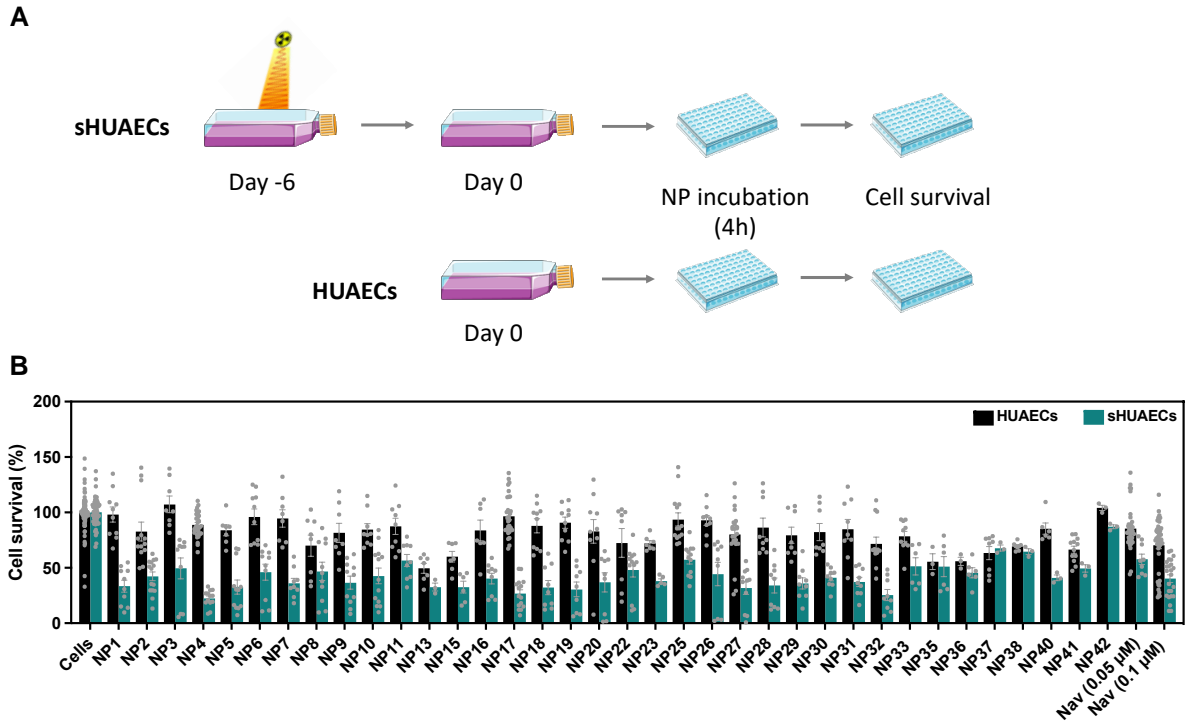 A
sHUAECs
Day -6
Day 0
NP incubation
(4h)
Cell survival
HUAECs
Day 0
B
Cell survival (%)
200
150
100
50
0
HUAECs
sHUAECs
Cells
NP1
NP2
NP3
NP4
NP5
NP6
NP7
NP8
NP9
NP10
NP11
NP13
NP15
NP16
NP17
NP18
NP19
NP20
NP22
NP23
NP25
NP26
NP27
NP28
NP29
NP30
NP31
NP32
NP33
NP35
NP36
NP37
NP38
NP40
NP41
NP42
Nav (0.05 µM)
Nav (0.1 µM)